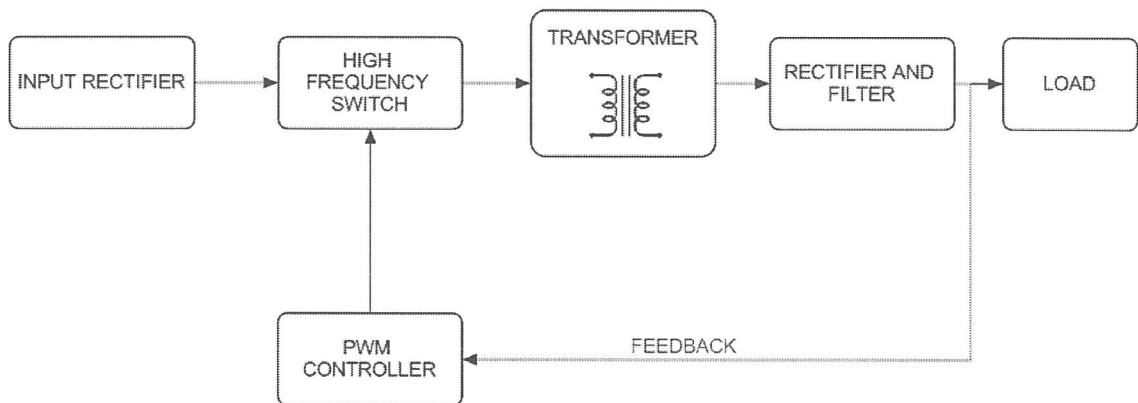 INPUT RECTIFIER
HIGH
FREQUENCY
SWITCH
TRANSFORMER
RECTIFIER AND
FILTER
LOAD
PWM
CONTROLLER
FEEDBACK